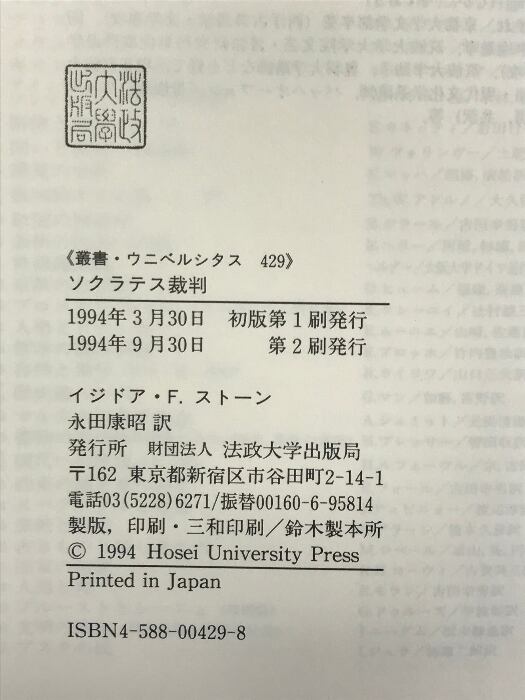 法政
大學
出版局
《叢書・ウニベルシタス 429》
ソクラテス裁判
1994年3月30日 初版第1刷発行
1994年9月30日 第2刷発行
イジドア・F. ストーン
永田康昭 訳
発行所 財団法人 法政大学出版局
〒162 東京都新宿区市谷田町2-14-1
電話03(5228)6271/振替00160-6-95814
製版，印刷・三和印刷/鈴木製本所
© 1994 Hosei University Press
Printed in Japan
ISBN4-588-00429-8